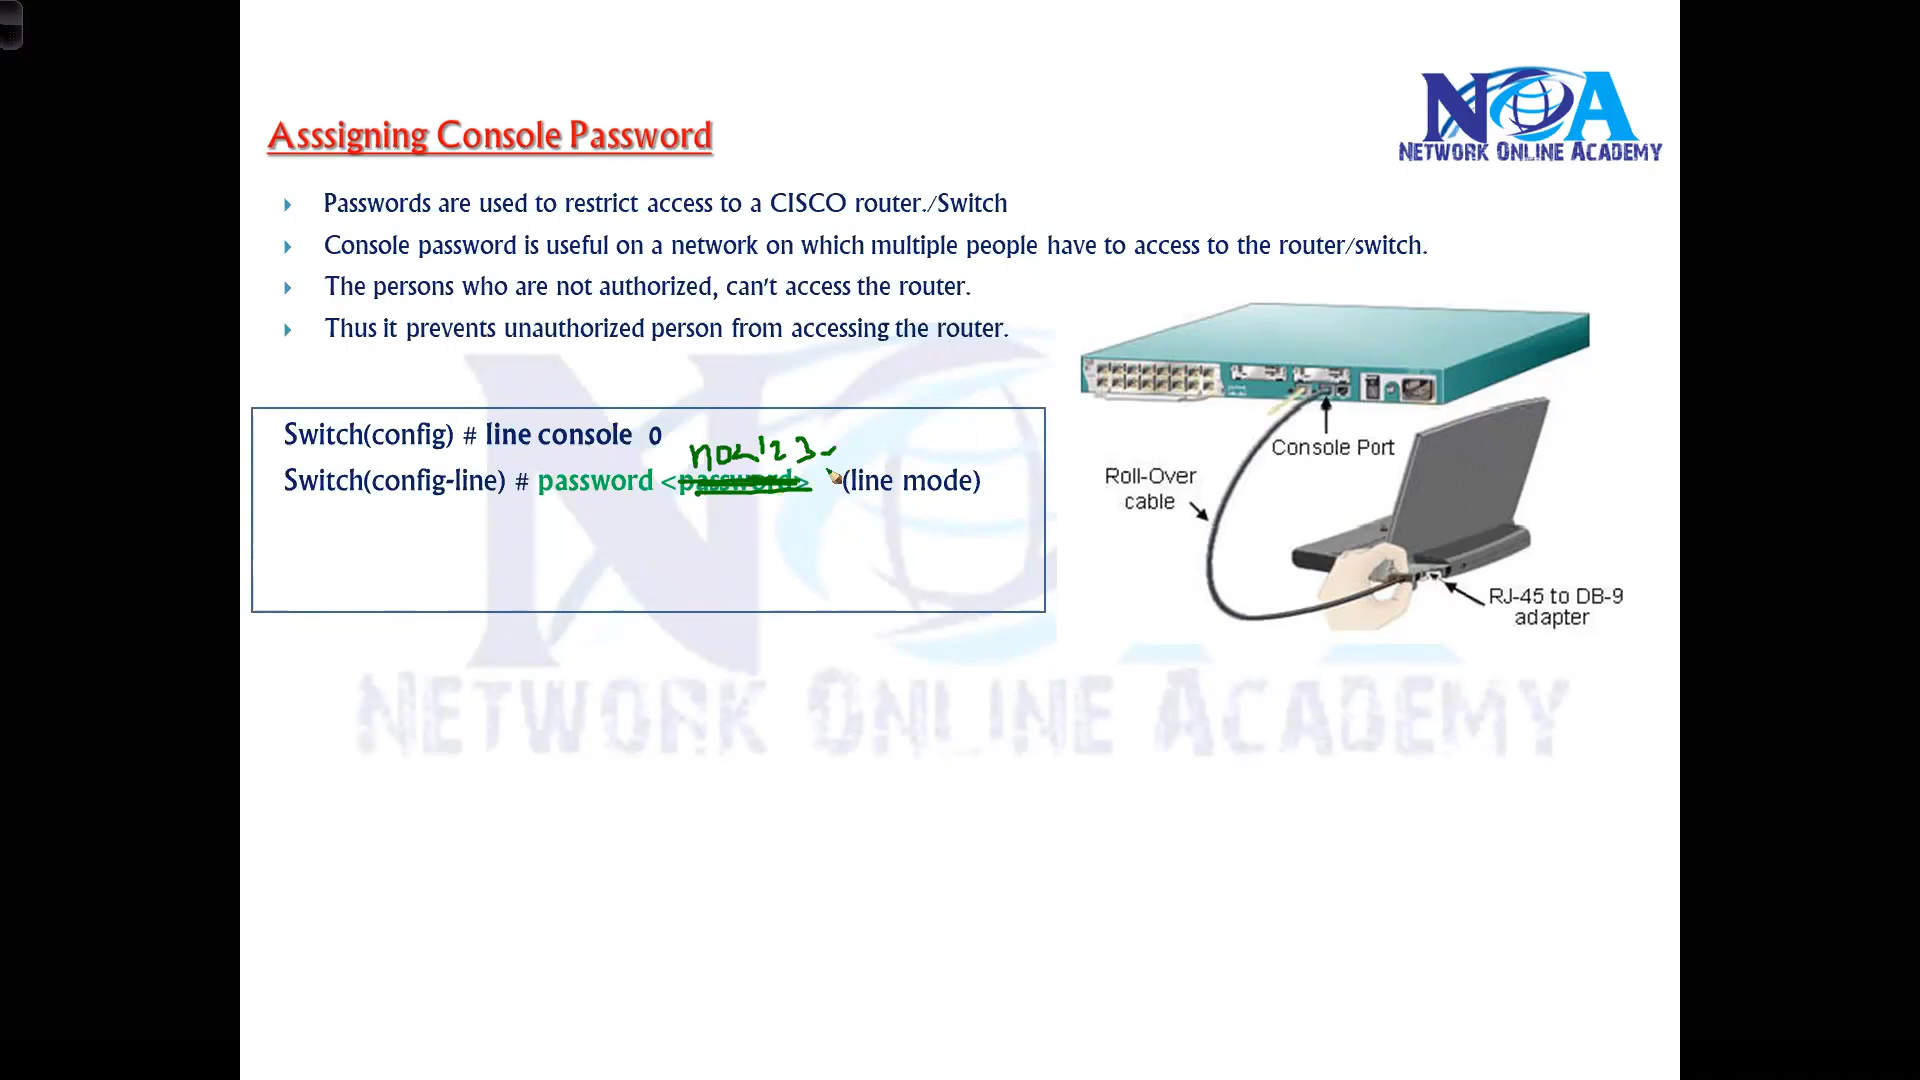 NOA
NETWORK ONLINE ACADEMY
Asssigning Console Password
Passwords are used to restrict access to a CISCO router./Switch
Console password is useful on a network on which multiple people have to access to the router/switch.
The persons who are not authorized, can't access the router.
Thus it prevents unauthorized person from accessing the router.
Switch(config) # line console 0
123
Switch(config-line) # password <password> (line mode)
Console Port
Roll-Over
cable
RJ-45 to DB-9
adapter
NOA
NETWORK ONLINE ACADEMY